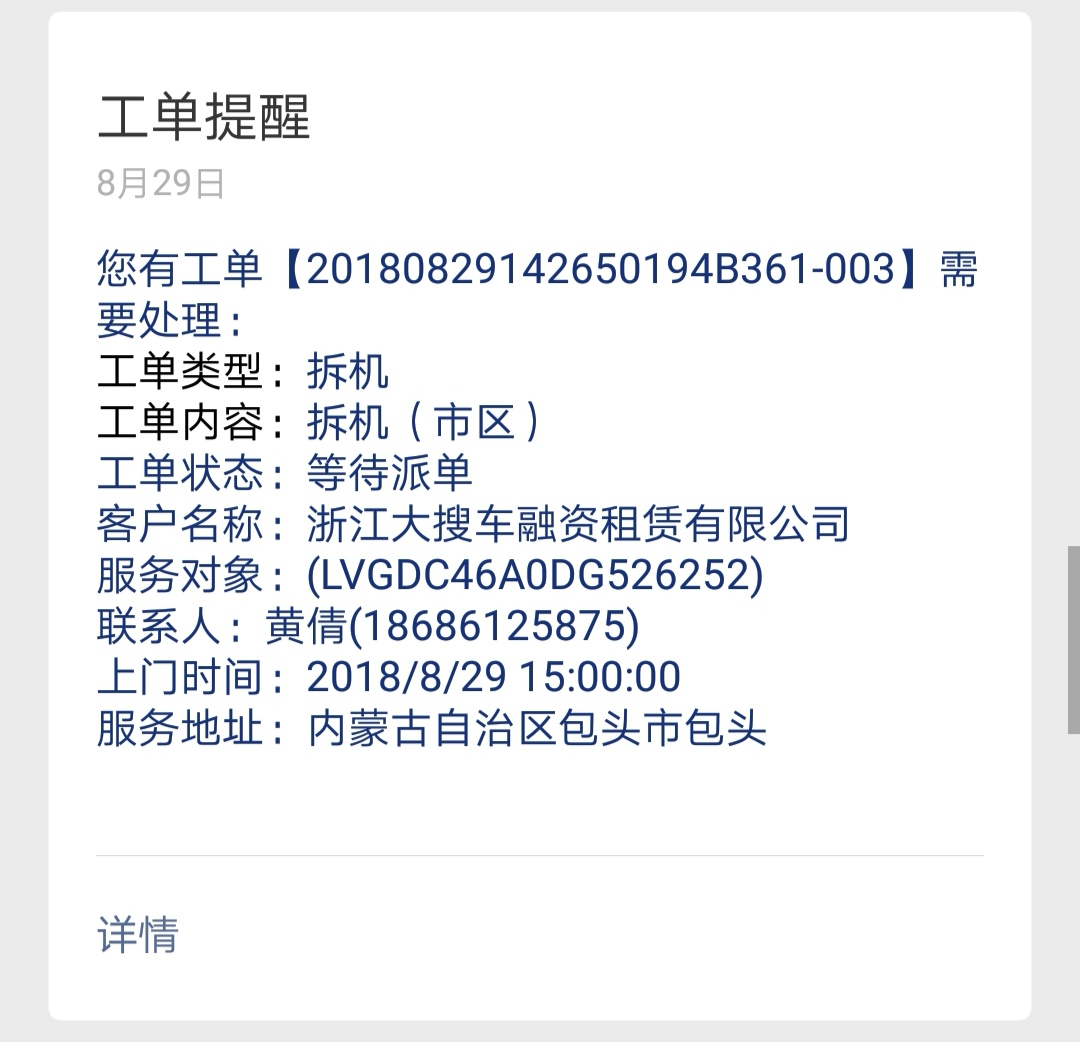 工单提醒
8月29日
您有工单【20180829142650194B361-003】需
要处理：
工单类型：拆机
工单内容：拆机（市区）
工单状态：等待派单
客户名称：浙江大搜车融资租赁有限公司
服务对象：(LVGDC46A0DG526252)
联系人：黄倩(18686125875)
上门时间：2018/8/29 15:00:00
服务地址：内蒙古自治区包头市包头
详情